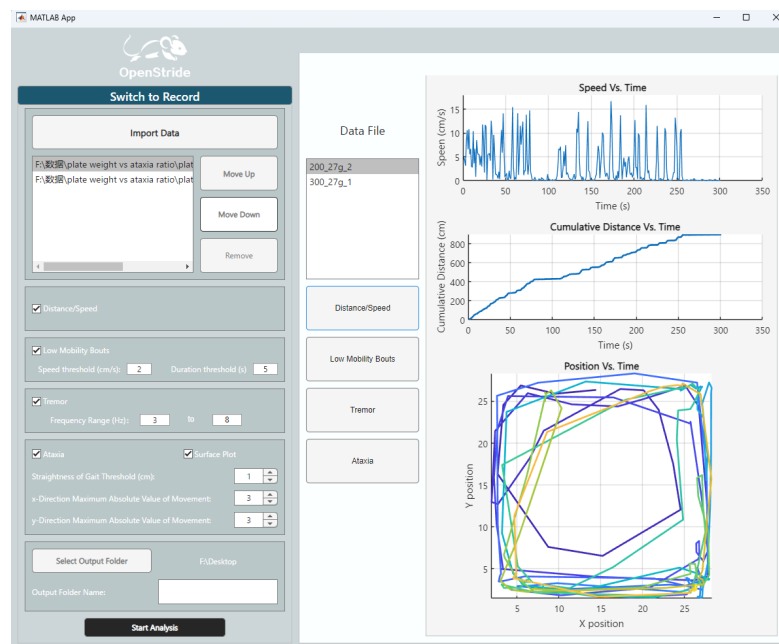 MATLAB App
OpenStride
Switch to Record
Import Data
F:\数据\plate weight vs ataxia ratio\plat
F:\数据\plate weight vs ataxia ratio\plat
Move Up
Move Down
Remove
Distance/Speed
Low Mobility Bouts
Speed threshold (cm/s): 2 Duration threshold (s) 5
Tremor
Frequency Range (Hz): 3 to 8
Ataxia Surface Plot
Straightness of Gait Threshold (cm): 1
x-Direction Maximum Absolute Value of Movement: 3
y-Direction Maximum Absolute Value of Movement: 3
Select Output Folder F:\Desktop
Output Folder Name:
Start Analysis
Data File
200_27g_2
300_27g_1
Distance/Speed
Low Mobility Bouts
Tremor
Ataxia
Speed Vs. Time
Speen (cm/s)
15
10
5
0
0 50 100 150 200 250 300 350
Time (s)
Cumulative Distance Vs. Time
Cumulative Distance (cm)
800
600
400
200
0
0 50 100 150 200 250 300 350
Time (s)
Position Vs. Time
Y position
25
20
15
10
5
5 10 15 20 25
X position